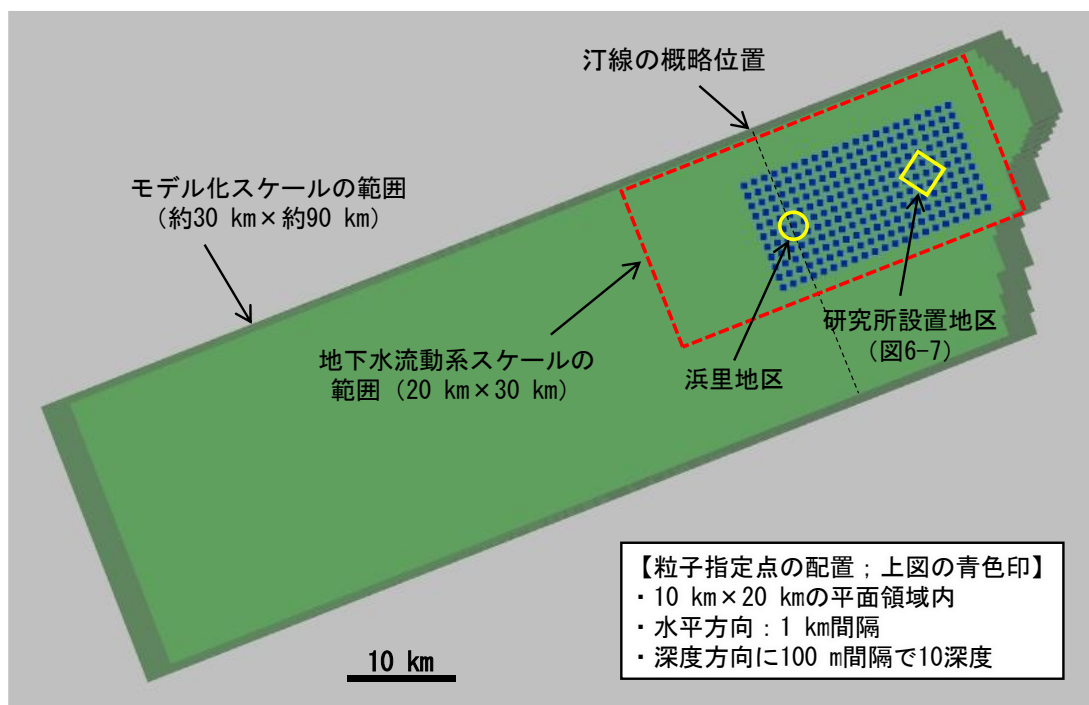 汀線の概略位置
モデル化スケールの範囲
（約30 km×約90 km）
地下水流動系スケールの
範囲（20 km×30 km）
浜里地区
研究所設置地区
（図6-7）
【粒子指定点の配置；上図の青色印】
・10 km×20 kmの平面領域内
・水平方向：1 km間隔
・深度方向に100 m間隔で10深度
10 km